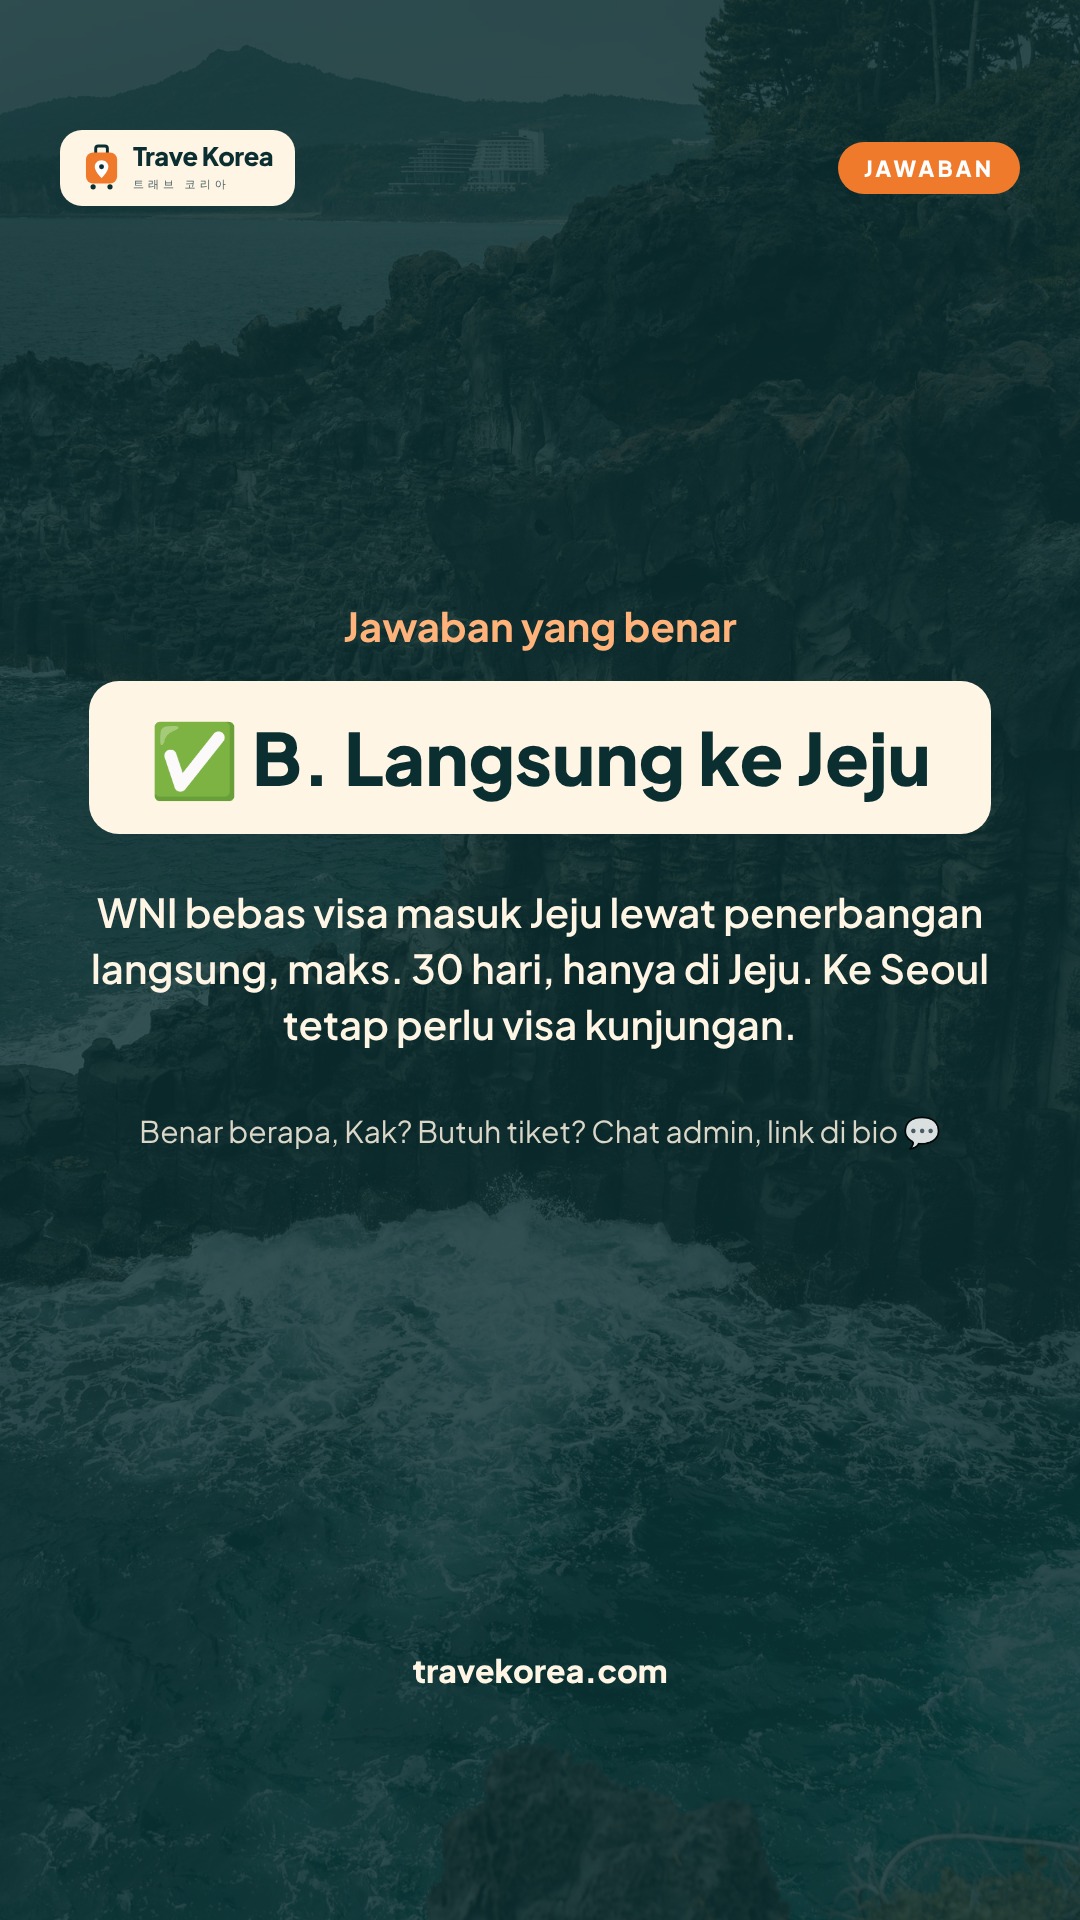 Trave Korea
트래브 코리아
JAWABAN
Jawaban yang benar
✅ B. Langsung ke Jeju
WNI bebas visa masuk Jeju lewat penerbangan
langsung, maks. 30 hari, hanya di Jeju. Ke Seoul
tetap perlu visa kunjungan.
Benar berapa, Kak? Butuh tiket? Chat admin, link di bio 💬
travekorea.com